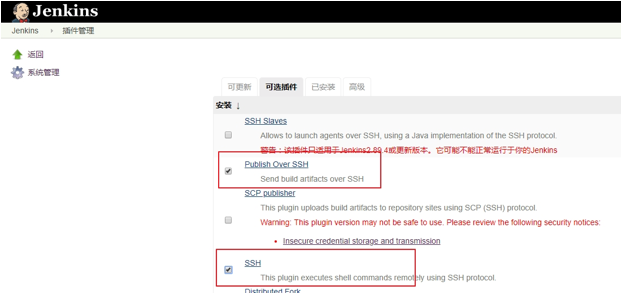 Jenkins
Jenkins › 插件管理
返回
系统管理
可更新 可选插件 已安装 高级
安装 ↓
SSH Slaves
Allows to launch agents over SSH, using a Java implementation of the SSH protocol.
警告：该插件只适用于Jenkins2.89.4或更新版本。它可能不能正常运行于你的Jenkins
Publish Over SSH
Send build artifacts over SSH
SCP publisher
This plugin uploads build artifacts to repository sites using SCP (SSH) protocol.
Warning: This plugin version may not be safe to use. Please review the following security notices:
• Insecure credential storage and transmission
SSH
This plugin executes shell commands remotely using SSH protocol.
Distributed Fork